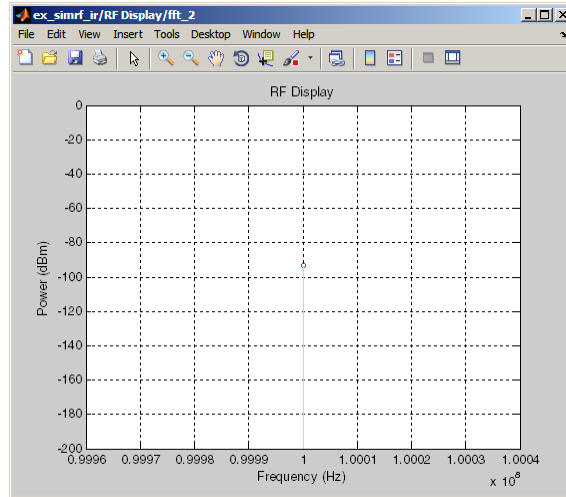 ex_simrf_ir/RF Display/fft_2
File Edit View Insert Tools Desktop Window Help
RF Display
0
-20
-40
-60
-80
-100
-120
-140
-160
-180
-200
Power (dBm)
0.9996 0.9997 0.9998 0.9999 1 1.0001 1.0002 1.0003 1.0004
Frequency (Hz)
x 10^8